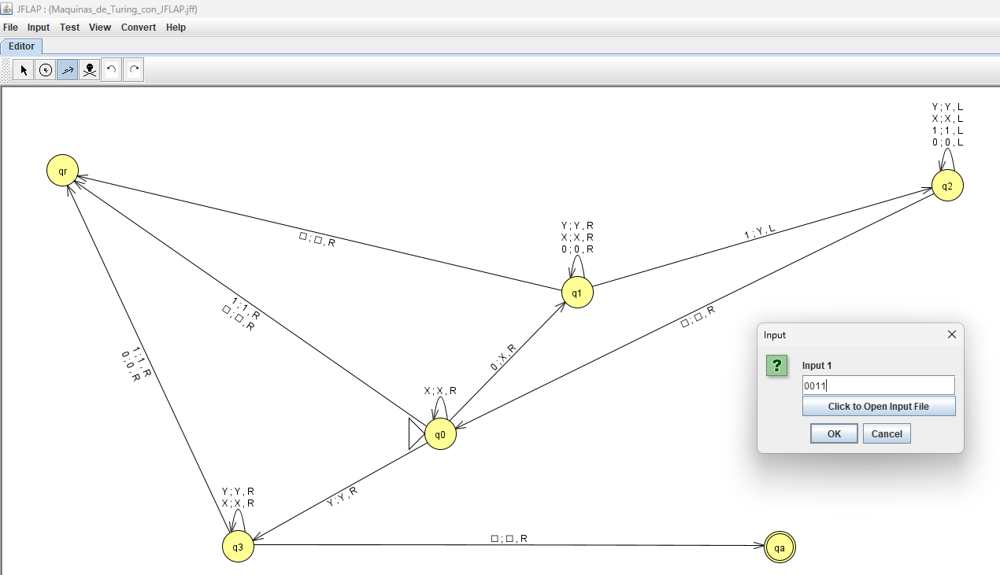 JFLAP : (Maquinas_de_Turing_con_JFLAP.jff)
File Input Test View Convert Help
Editor
Y ; Y , L
X ; X , L
1 ; 1 , L
0 ; 0 , L
qr
q2
Y ; Y , R
X ; X , R
0 ; 0 , R
□ ; □ , R
1 ; Y , L
q1
1 ; 1 , R
□ ; □ , R
□ ; □ , R
Input
1 ; 1 , R
0 ; 0 , R
0 ; X , R
Input 1
0011
Click to Open Input File
X ; X , R
q0
OK Cancel
Y ; Y , R
X ; X , R
Y ; Y , R
q3
□ ; □ , R
qa